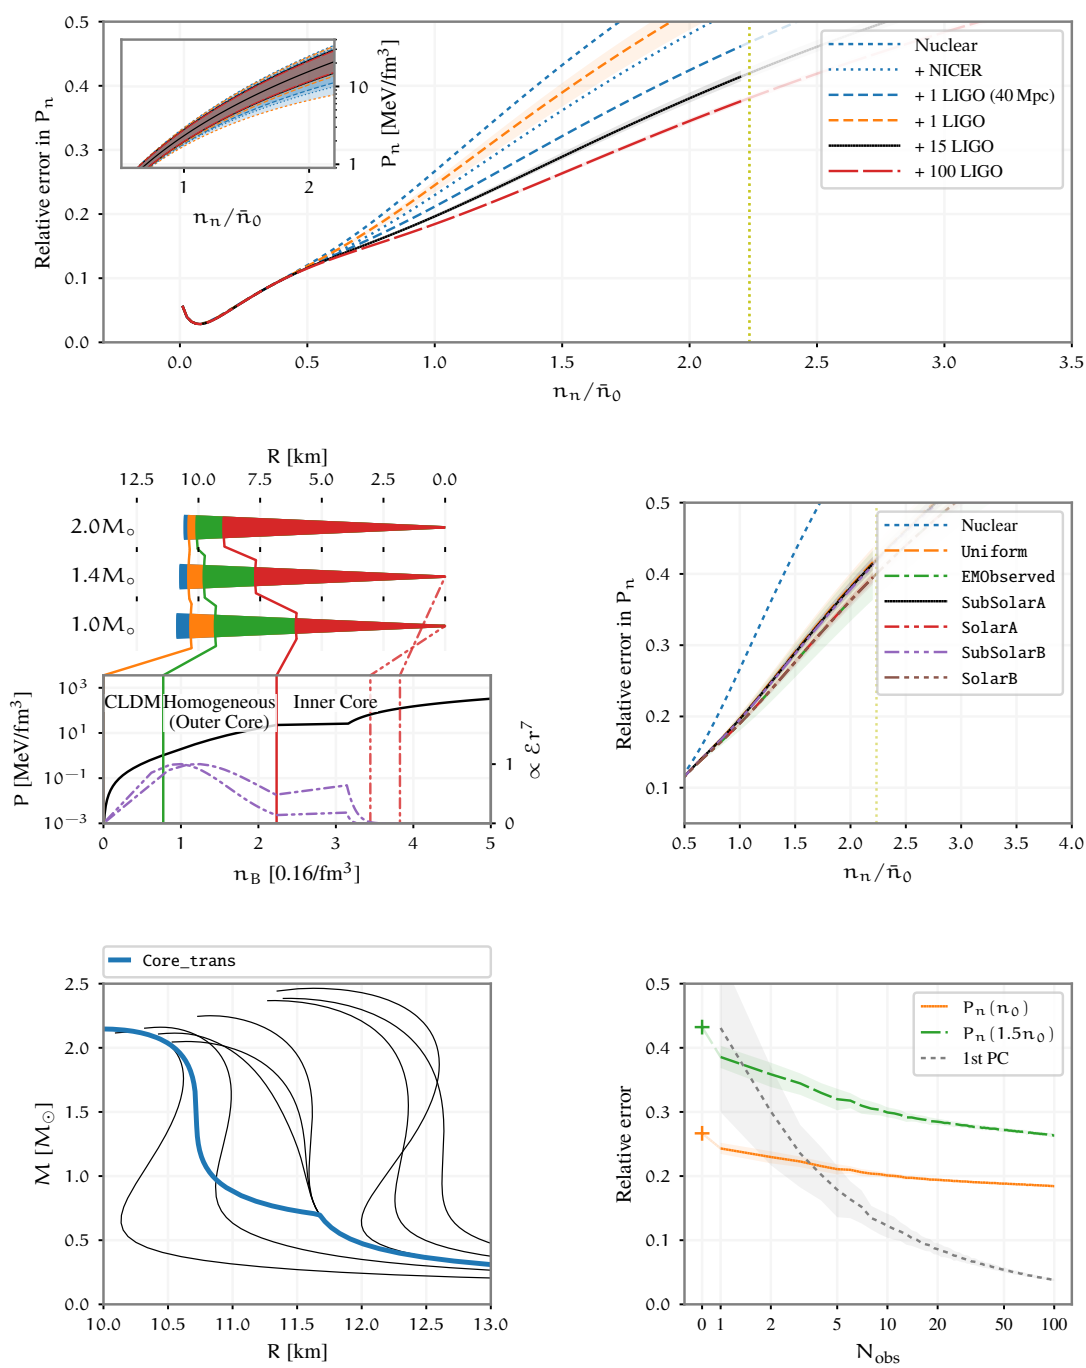 0.5
0.4
0.3
0.2
0.1
0.0
Relative error in Pₙ
10
1
Pₙ [MeV/fm³]
1 2
nₙ/n̄₀
Nuclear
+ NICER
+ 1 LIGO (40 Mpc)
+ 1 LIGO
+ 15 LIGO
+ 100 LIGO
0.0 0.5 1.0 1.5 2.0 2.5 3.0 3.5
nₙ/n̄₀
R [km]
12.5 10.0 7.5 5.0 2.5 0.0
2.0M∘
1.4M∘
1.0M∘
10³
10¹
10⁻¹
10⁻³
P [MeV/fm³]
CLDM Homogeneous Inner Core
(Outer Core)
1
0
∝ εr⁷
0 1 2 3 4 5
n_B [0.16/fm³]
0.5
0.4
0.3
0.2
0.1
Relative error in Pₙ
Nuclear
Uniform
EMObserved
SubSolarA
SolarA
SubSolarB
SolarB
0.5 1.0 1.5 2.0 2.5 3.0 3.5 4.0
nₙ/n̄₀
Core_trans
2.5
2.0
1.5
1.0
0.5
0.0
M [M⊙]
10.0 10.5 11.0 11.5 12.0 12.5 13.0
R [km]
0.5
0.4
0.3
0.2
0.1
0.0
Relative error
Pₙ(n₀)
Pₙ(1.5n₀)
1st PC
0 1 2 5 10 20 50 100
N_obs